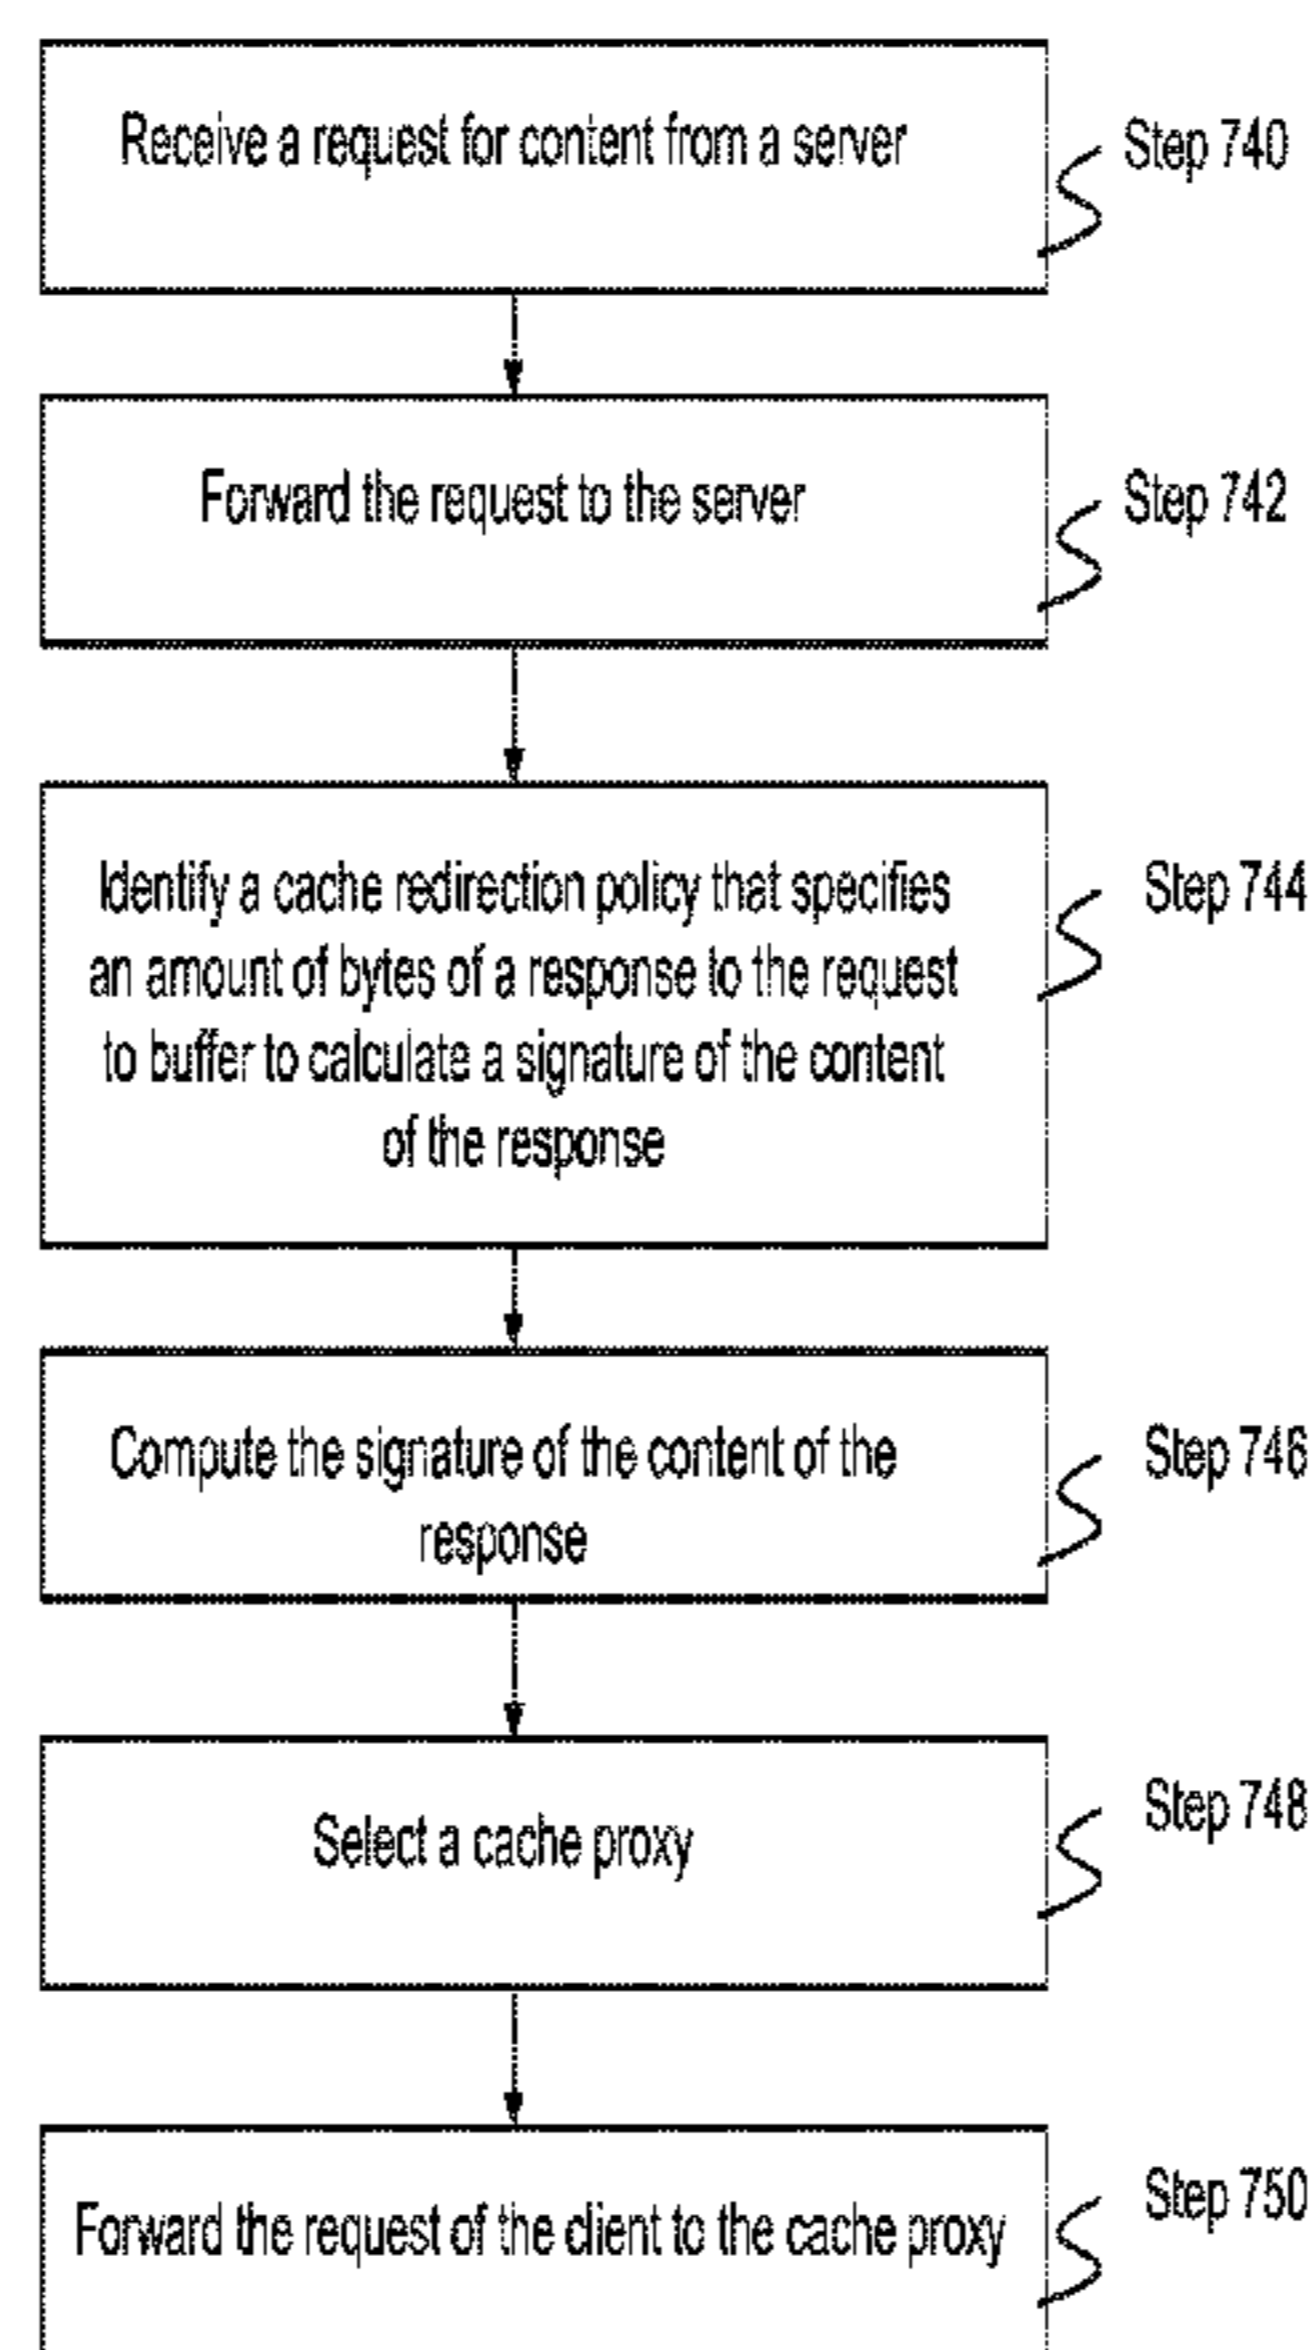 Receive a request for content from a server
Step 740
Forward the request to the server
Step 742
Identify a cache redirection policy that specifies
an amount of bytes of a response to the request
to buffer to calculate a signature of the content
of the response
Step 744
Compute the signature of the content of the
response
Step 746
Select a cache proxy
Step 748
Forward the request of the client to the cache proxy
Step 750